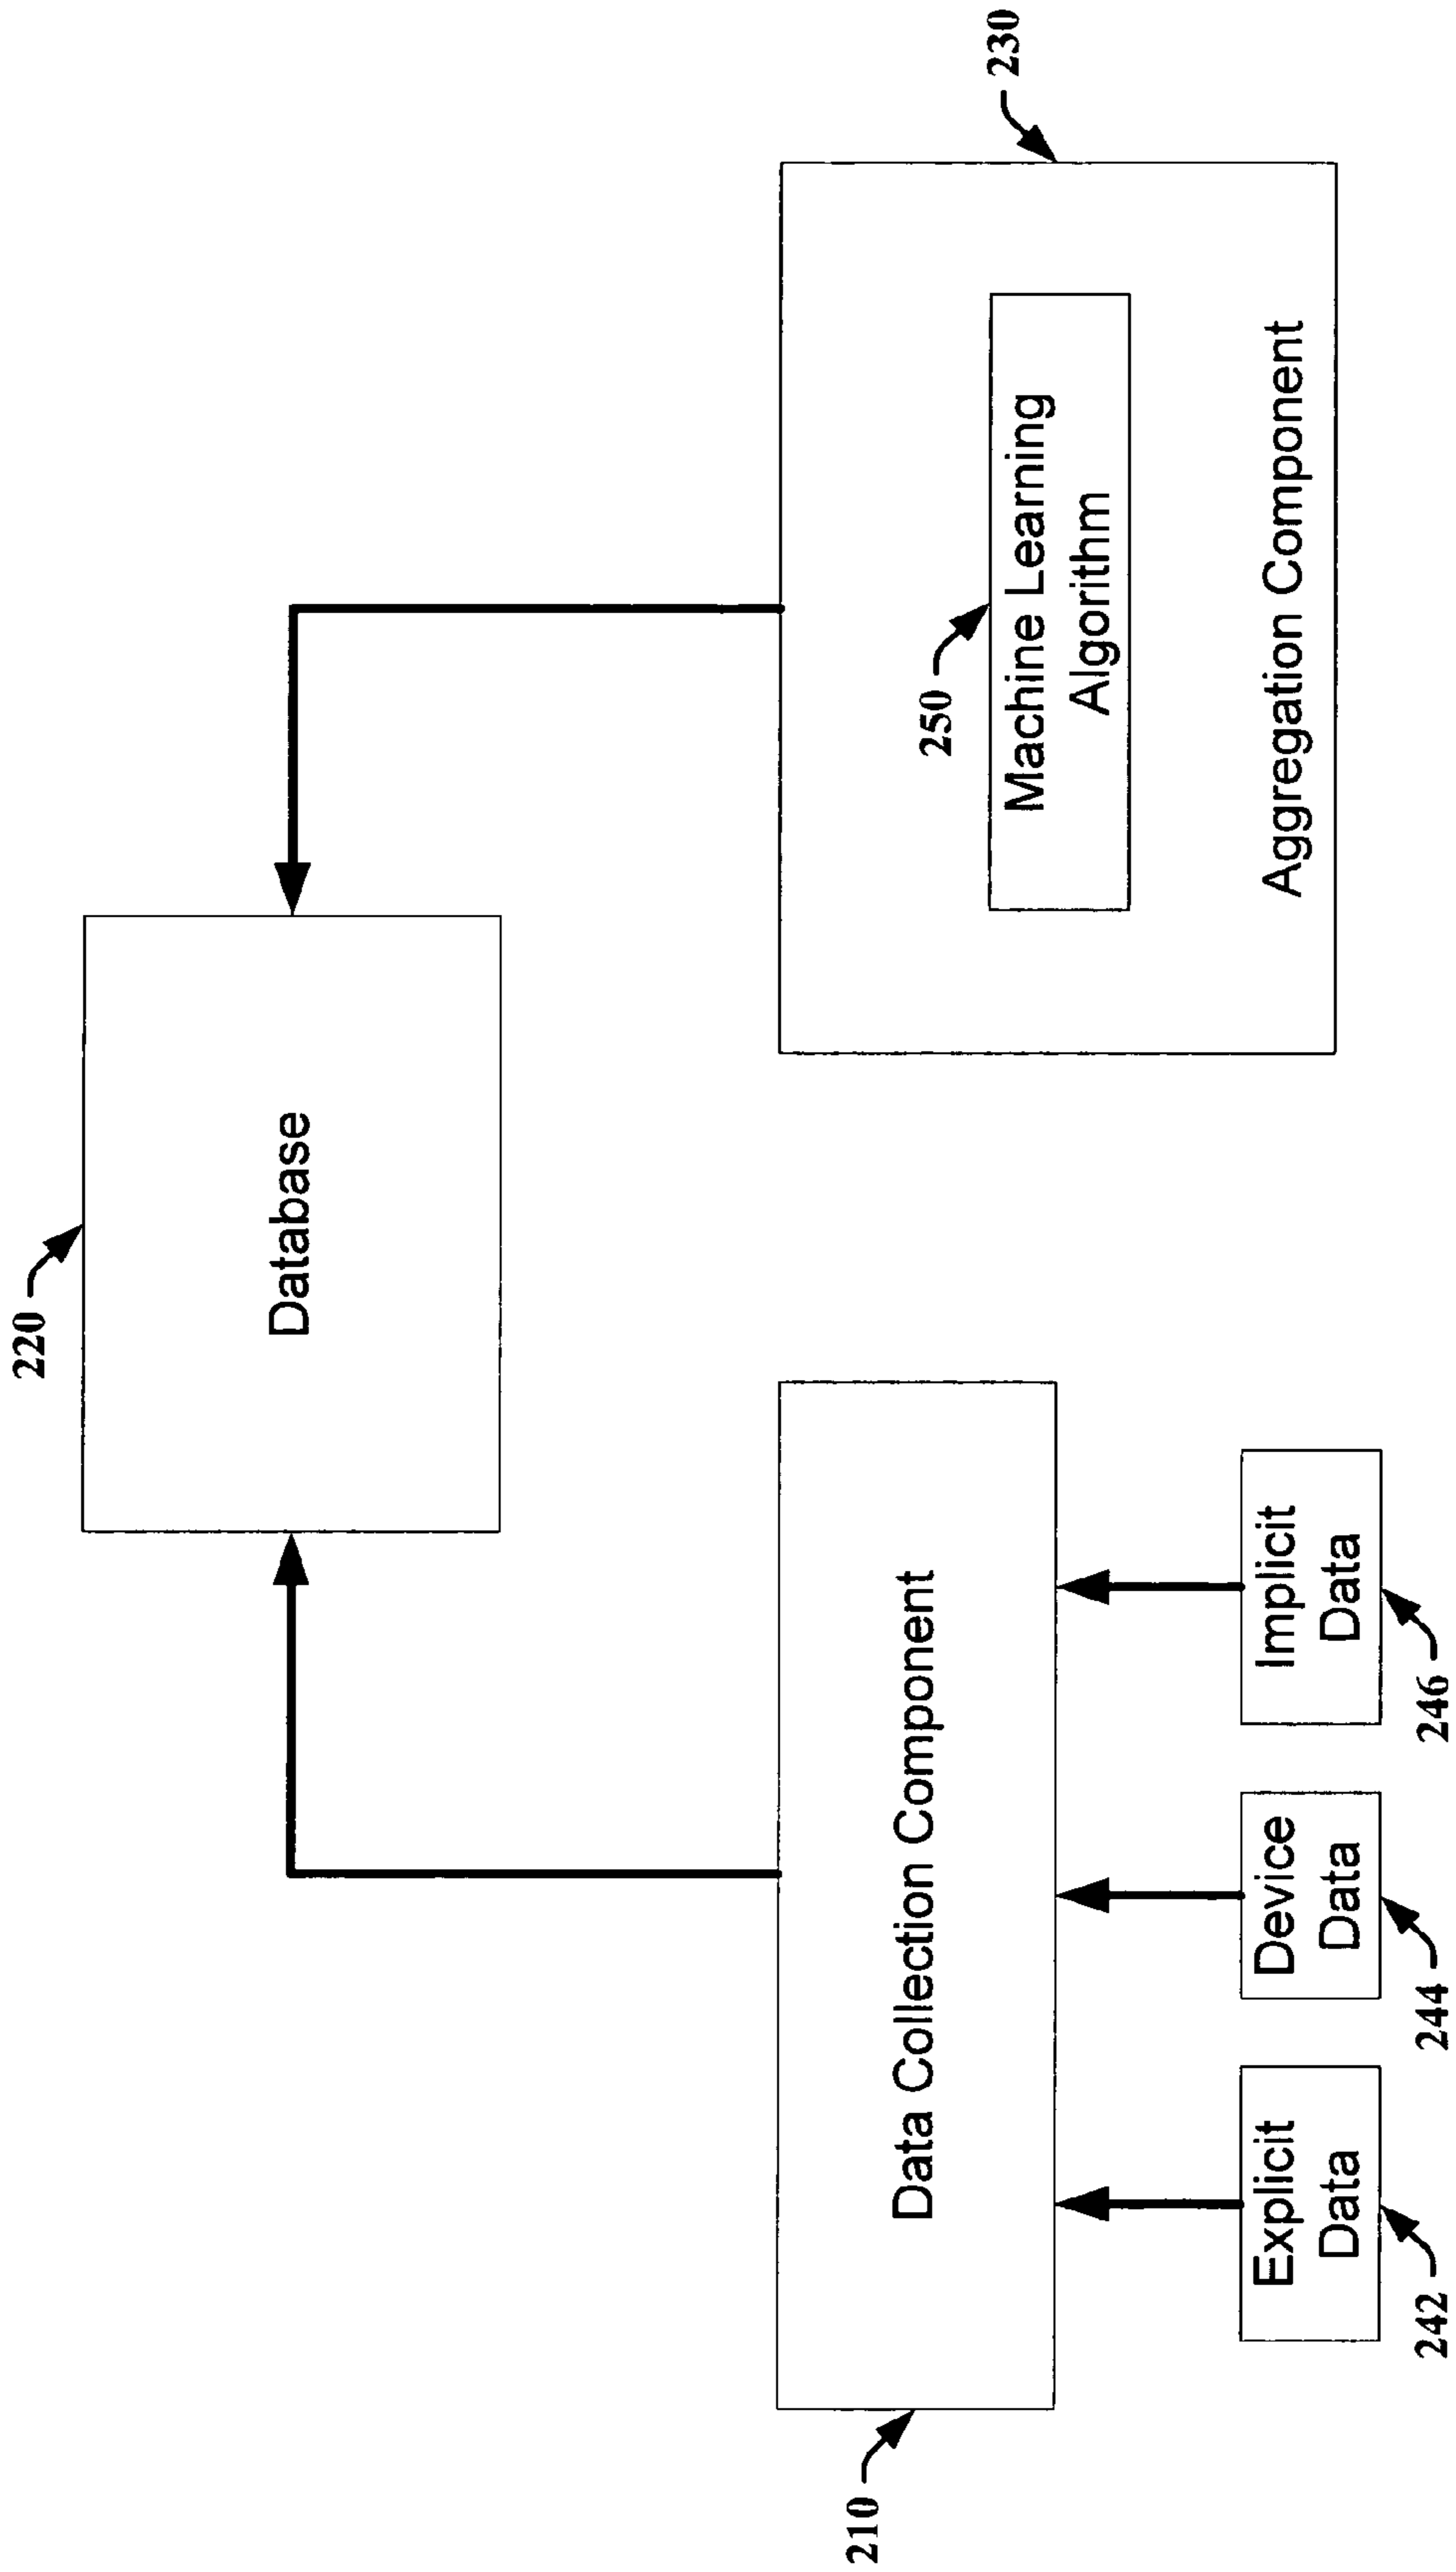 220
Database
230
250
Machine Learning
Algorithm
Aggregation Component
210
Data Collection Component
Explicit
Data
242
Device
Data
244
Implicit
Data
246